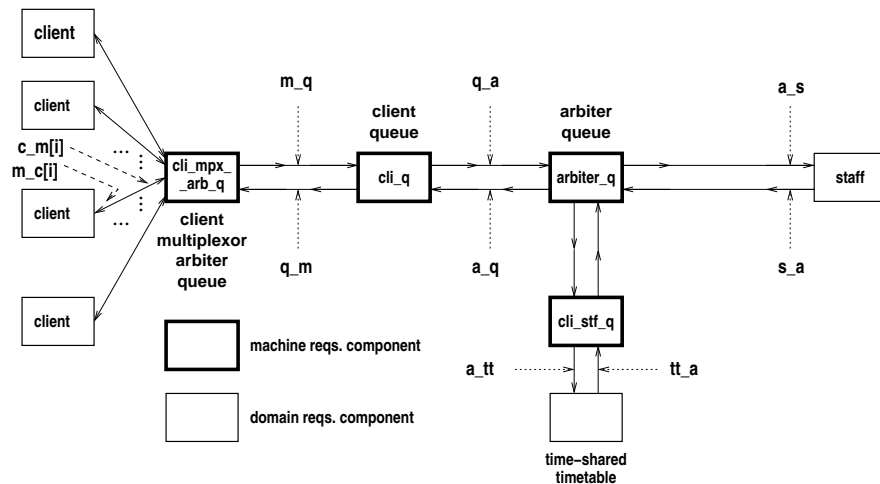 client
client
c_m[i]
m_c[i]
client
client
...
...
...
...
cli_mpx_
_arb_q
client
multiplexor
arbiter
queue
m_q
q_m
client
queue
cli_q
q_a
a_q
arbiter
queue
arbiter_q
a_s
s_a
staff
cli_stf_q
a_tt
tt_a
time-shared
timetable
machine reqs. component
domain reqs. component